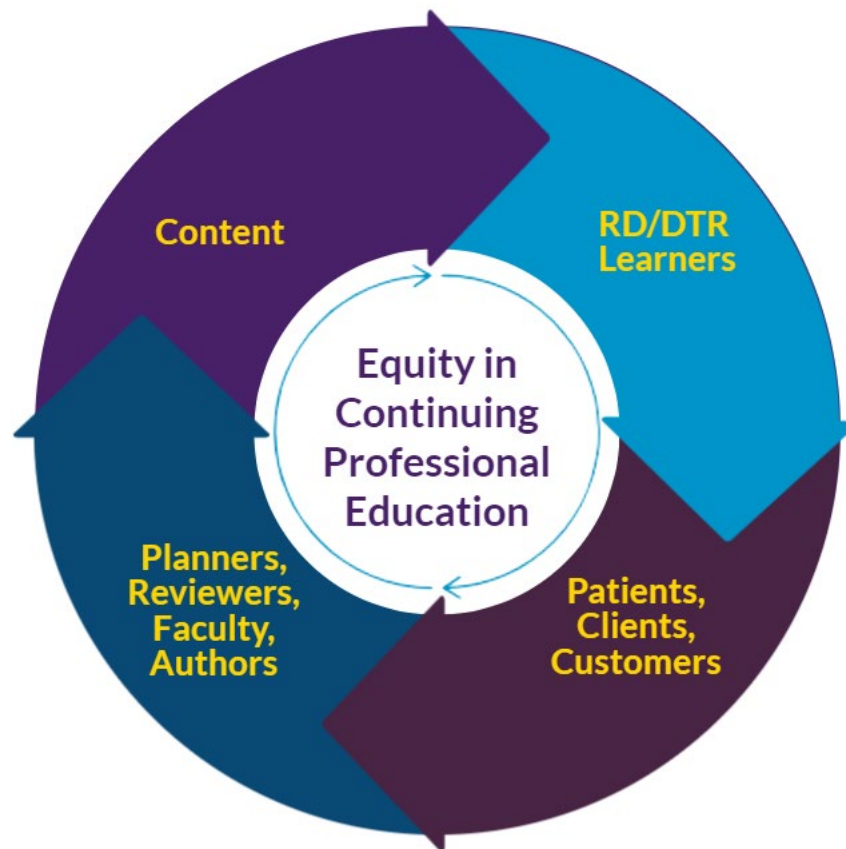 Content
RD/DTR
Learners
Equity in
Continuing
Professional
Education
Planners,
Reviewers,
Faculty,
Authors
Patients,
Clients,
Customers